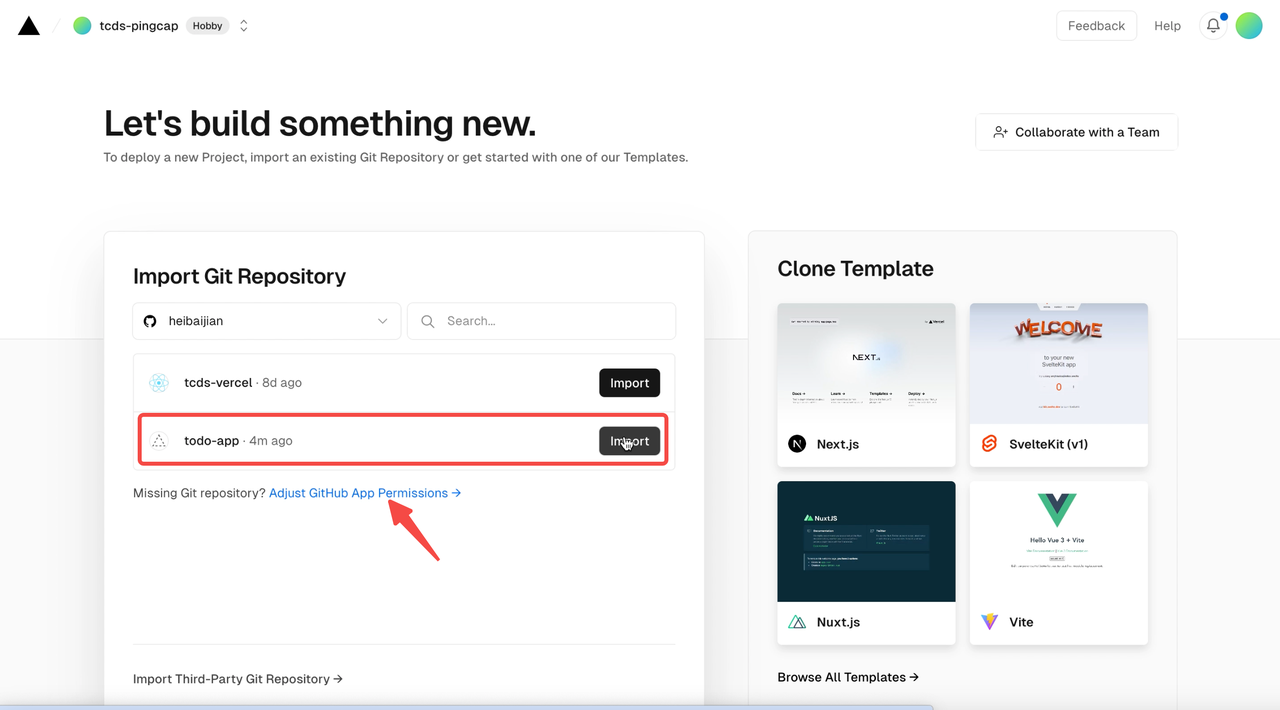 tcds-pingcap Hobby
Feedback Help
Let's build something new.
To deploy a new Project, import an existing Git Repository or get started with one of our Templates.
Collaborate with a Team
Import Git Repository
heibaijian
Search...
tcds-vercel · 8d ago
Import
todo-app · 4m ago
Import
Missing Git repository? Adjust GitHub App Permissions →
Import Third-Party Git Repository →
Clone Template
NEXT.js
Docs → Learn → Templates → Deploy →
N Next.js
WELCOME
to your new
SvelteKit app
0
SvelteKit (v1)
NuxtJS
Nuxt.js
Hello Vue 3 + Vite
Vite
Browse All Templates →